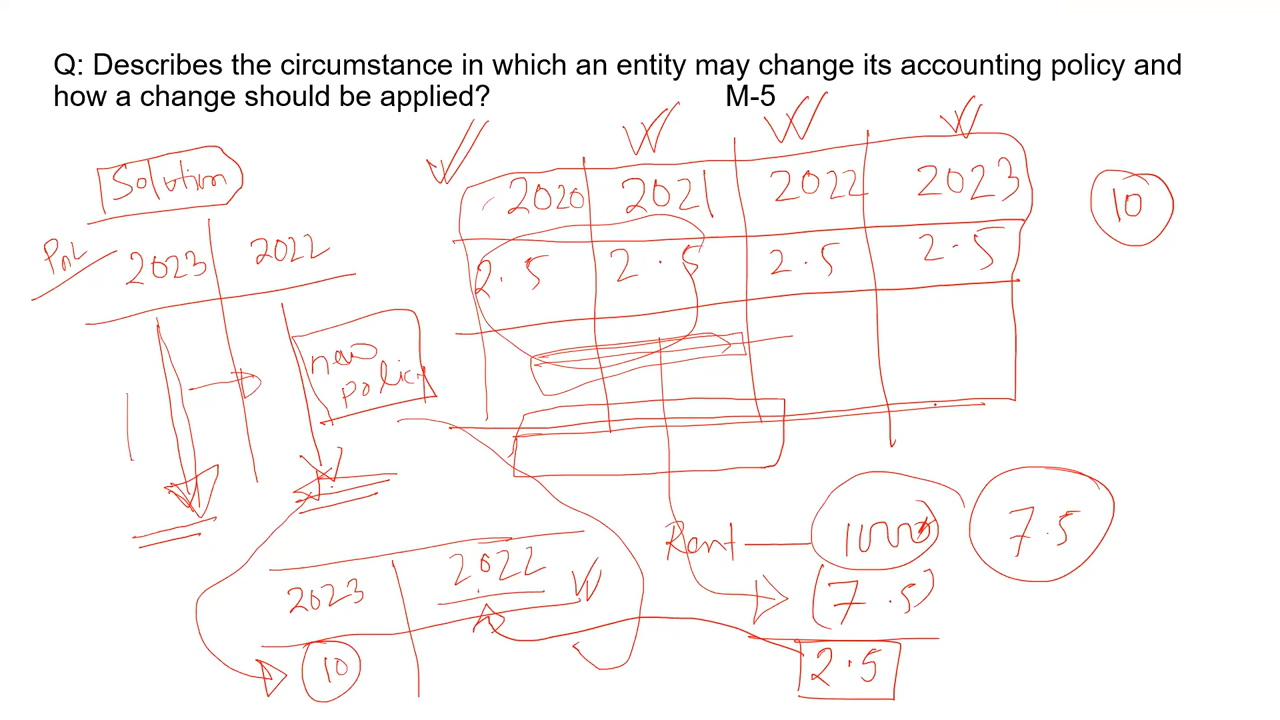 Q: Describes the circumstance in which an entity may change its accounting policy and
how a change should be applied? M-5
Solution
PnL 2023 2022
new
policy
2020 2021 2022 2023
2.5 2.5 2.5 2.5
10
Rent
7.5
(7.5)
2.5
2023 2022
10